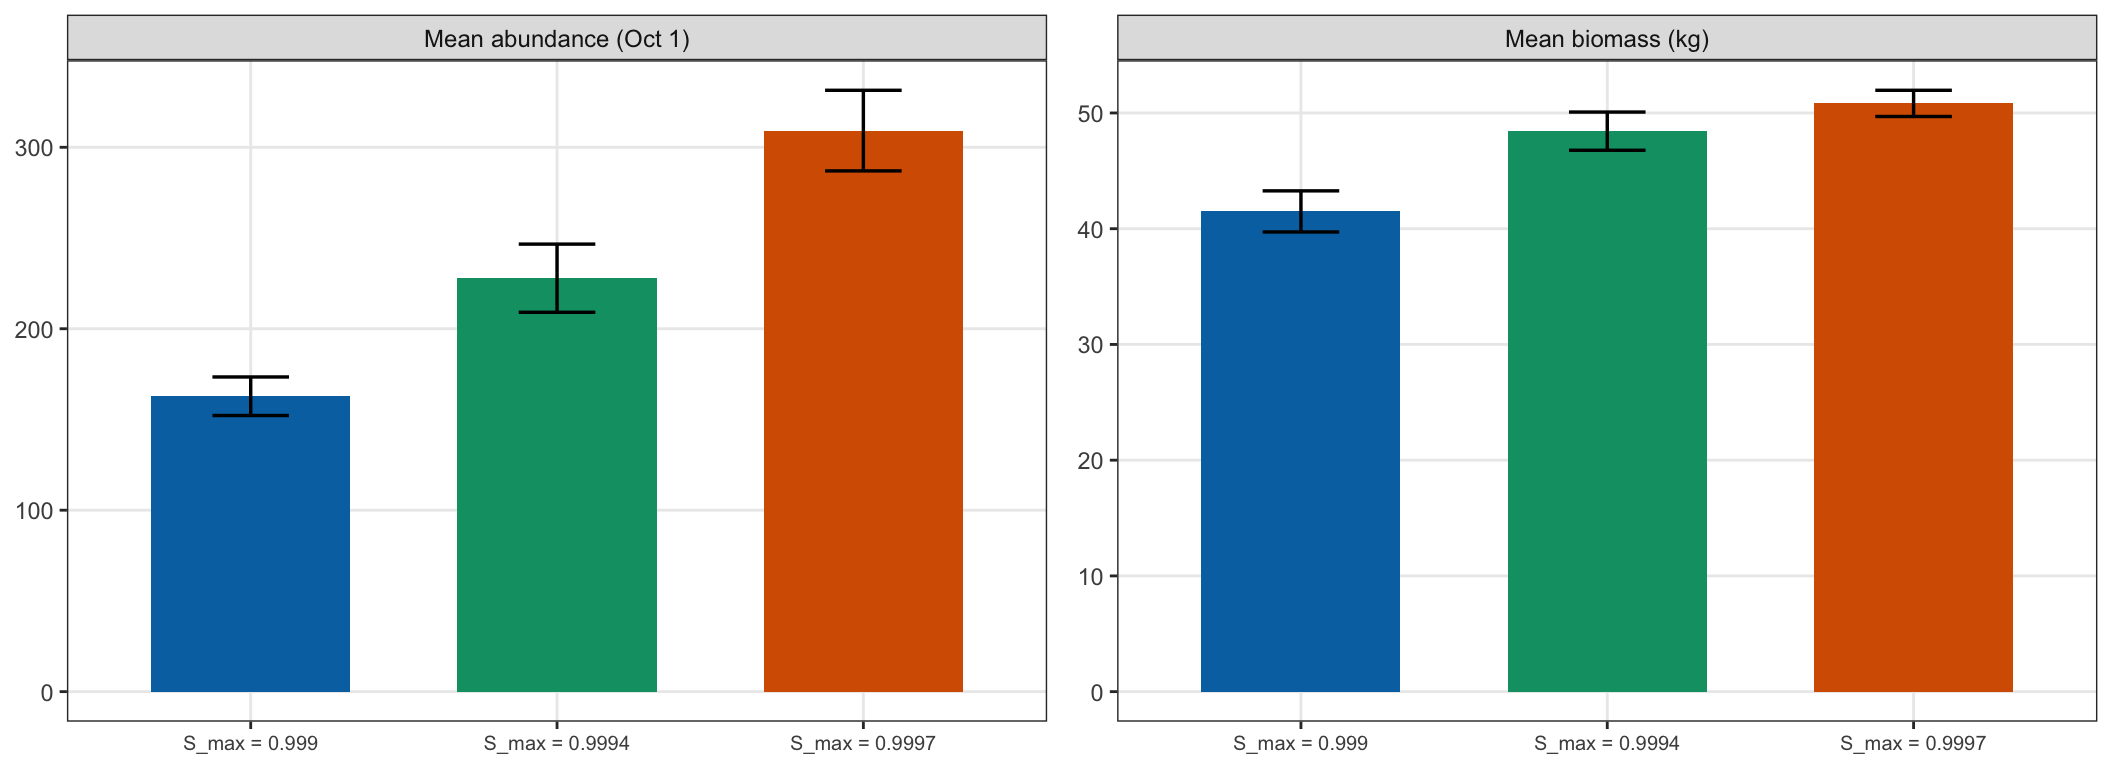 Mean abundance (Oct 1)
300
200
100
0
S_max = 0.999
S_max = 0.9994
S_max = 0.9997
Mean biomass (kg)
50
40
30
20
10
0
S_max = 0.999
S_max = 0.9994
S_max = 0.9997